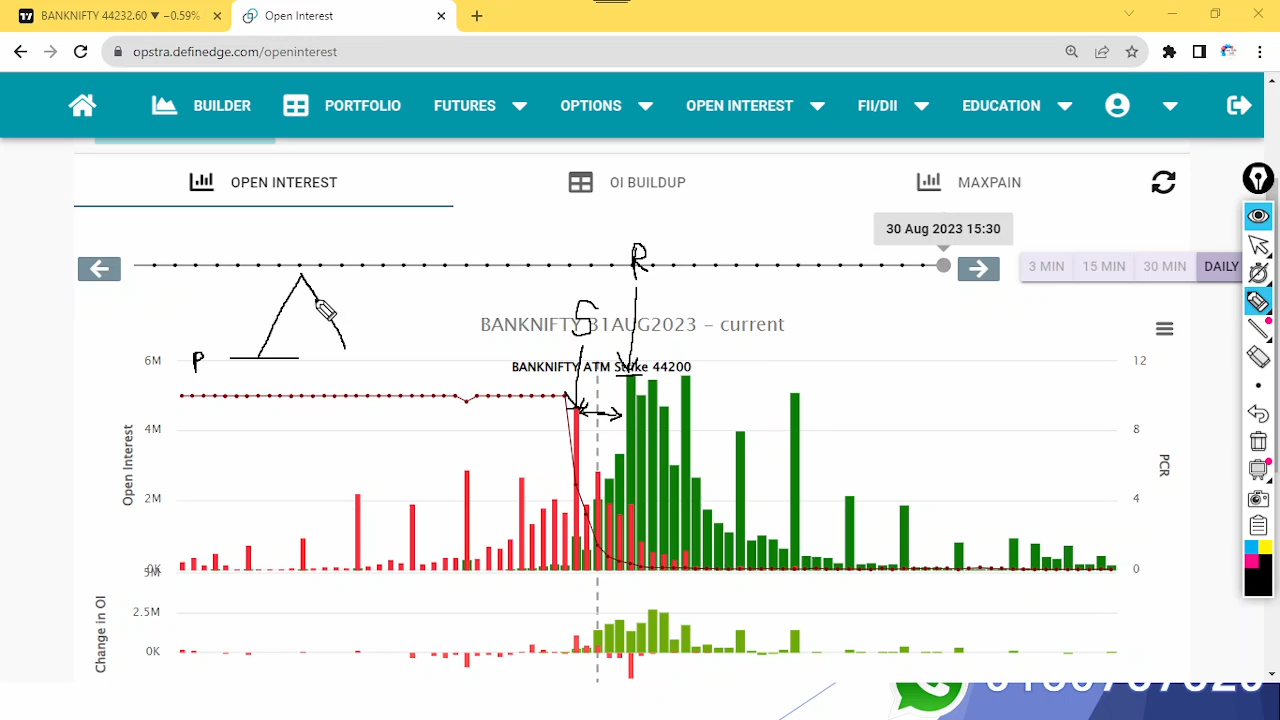 BANKNIFTY 44232.60 ▼ −0.59%
Open Interest
opstra.definedge.com/openinterest
BUILDER
PORTFOLIO
FUTURES
OPTIONS
OPEN INTEREST
FII/DII
EDUCATION
OPEN INTEREST
OI BUILDUP
MAXPAIN
30 Aug 2023 15:30
3 MIN
15 MIN
30 MIN
DAILY
R
S
P
BANKNIFTY 31AUG2023 – current
BANKNIFTY ATM Strike 44200
6M
4M
2M
0K
Open Interest
12
8
4
0
PCR
2.5M
0K
Change in OI